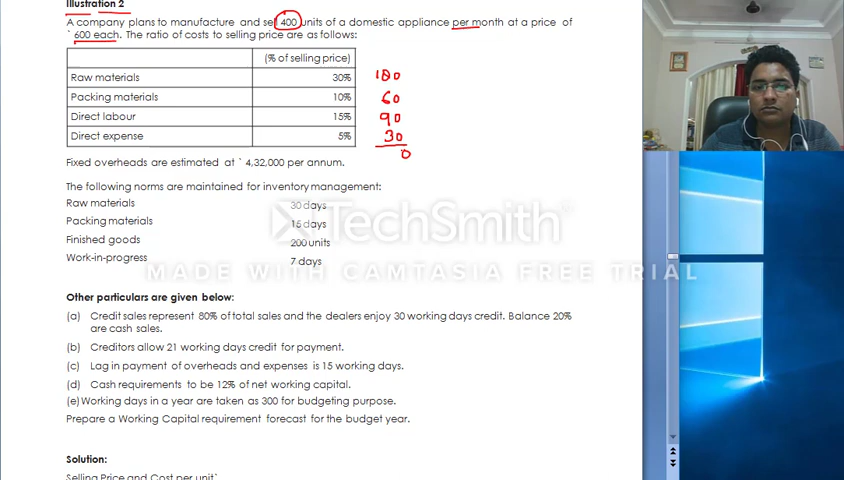 Illustration 2
A company plans to manufacture and sell 400 units of a domestic appliance per month at a price of
` 600 each. The ratio of costs to selling price are as follows:
(% of selling price)
Raw materials 30% 180
Packing materials 10% 60
Direct labour 15% 90
Direct expense 5% 30
0
Fixed overheads are estimated at ` 4,32,000 per annum.
The following norms are maintained for inventory management:
Raw materials 30 days
Packing materials 15 days
Finished goods 200 units
Work-in-progress 7 days
TechSmith
MADE WITH CAMTASIA FREE TRIAL
Other particulars are given below:
(a) Credit sales represent 80% of total sales and the dealers enjoy 30 working days credit. Balance 20%
are cash sales.
(b) Creditors allow 21 working days credit for payment.
(c) Lag in payment of overheads and expenses is 15 working days.
(d) Cash requirements to be 12% of net working capital.
(e) Working days in a year are taken as 300 for budgeting purpose.
Prepare a Working Capital requirement forecast for the budget year.
Solution:
Selling Price and Cost per unit`